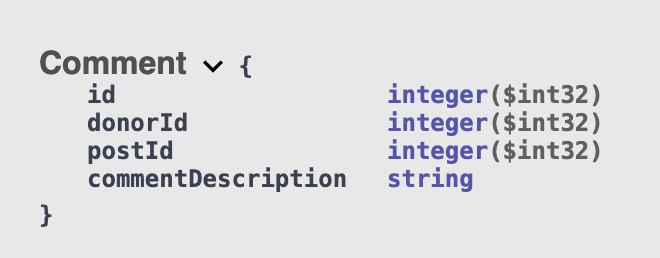 Comment {
id integer($int32)
donorId integer($int32)
postId integer($int32)
commentDescription string
}